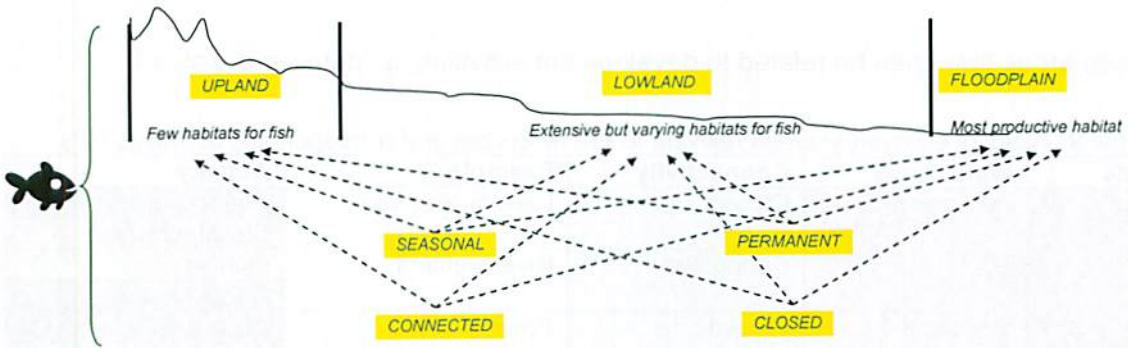 UPLAND
LOWLAND
FLOODPLAIN
Few habitats for fish
Extensive but varying habitats for fish
Most productive habitat
SEASONAL
PERMANENT
CONNECTED
CLOSED